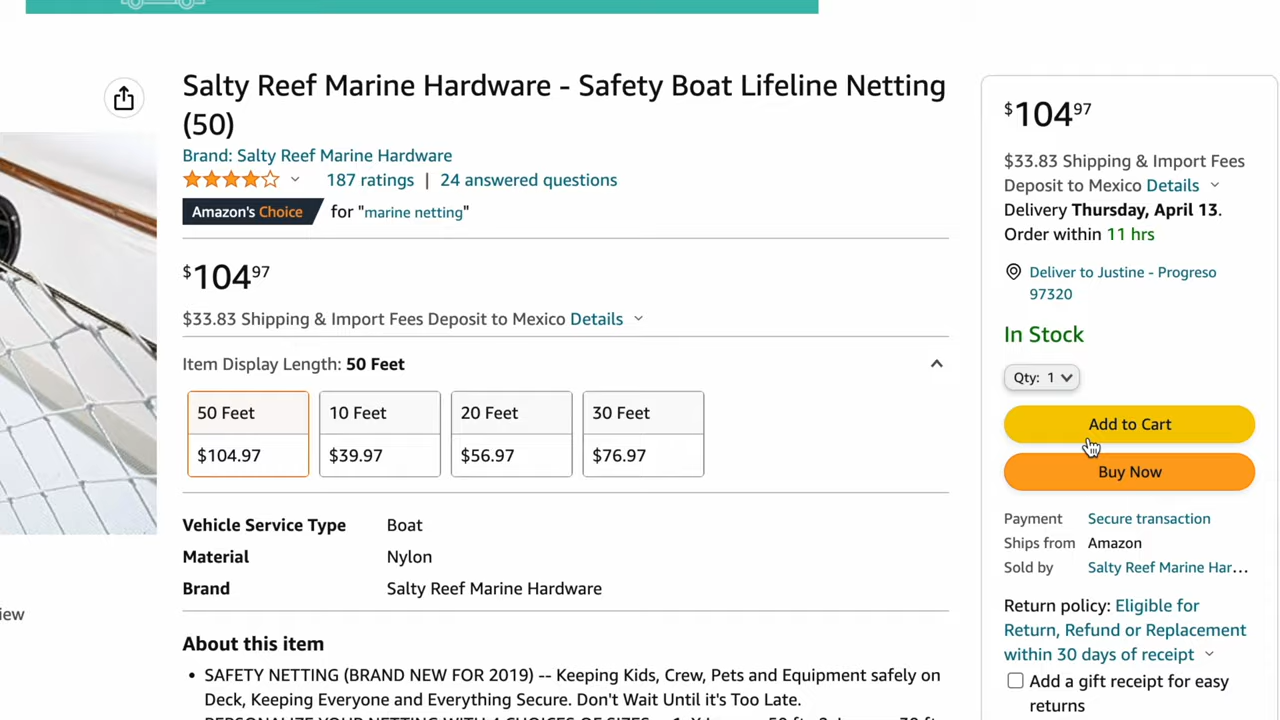 Salty Reef Marine Hardware - Safety Boat Lifeline Netting
(50)
Brand: Salty Reef Marine Hardware
187 ratings | 24 answered questions
Amazon's Choice for "marine netting"
$104.97
$33.83 Shipping & Import Fees Deposit to Mexico Details
Item Display Length: 50 Feet
50 Feet 10 Feet 20 Feet 30 Feet
$104.97 $39.97 $56.97 $76.97
Vehicle Service Type Boat
Material Nylon
Brand Salty Reef Marine Hardware
About this item
• SAFETY NETTING (BRAND NEW FOR 2019) -- Keeping Kids, Crew, Pets and Equipment safely on
Deck, Keeping Everyone and Everything Secure. Don't Wait Until it's Too Late.
$104.97
$33.83 Shipping & Import Fees
Deposit to Mexico Details
Delivery Thursday, April 13.
Order within 11 hrs
Deliver to Justine - Progreso
97320
In Stock
Qty: 1
Add to Cart
Buy Now
Payment Secure transaction
Ships from Amazon
Sold by Salty Reef Marine Har...
Return policy: Eligible for
Return, Refund or Replacement
within 30 days of receipt
Add a gift receipt for easy
returns